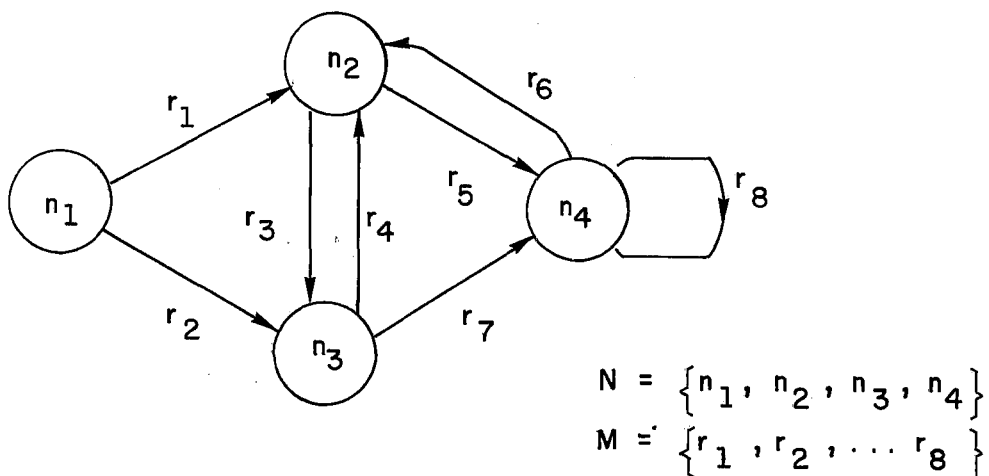 n2
r6
r1
r5
r8
n1
r3
r4
n4
r2
r7
n3
N = {n1, n2, n3, n4}
M = {r1, r2, ... r8}